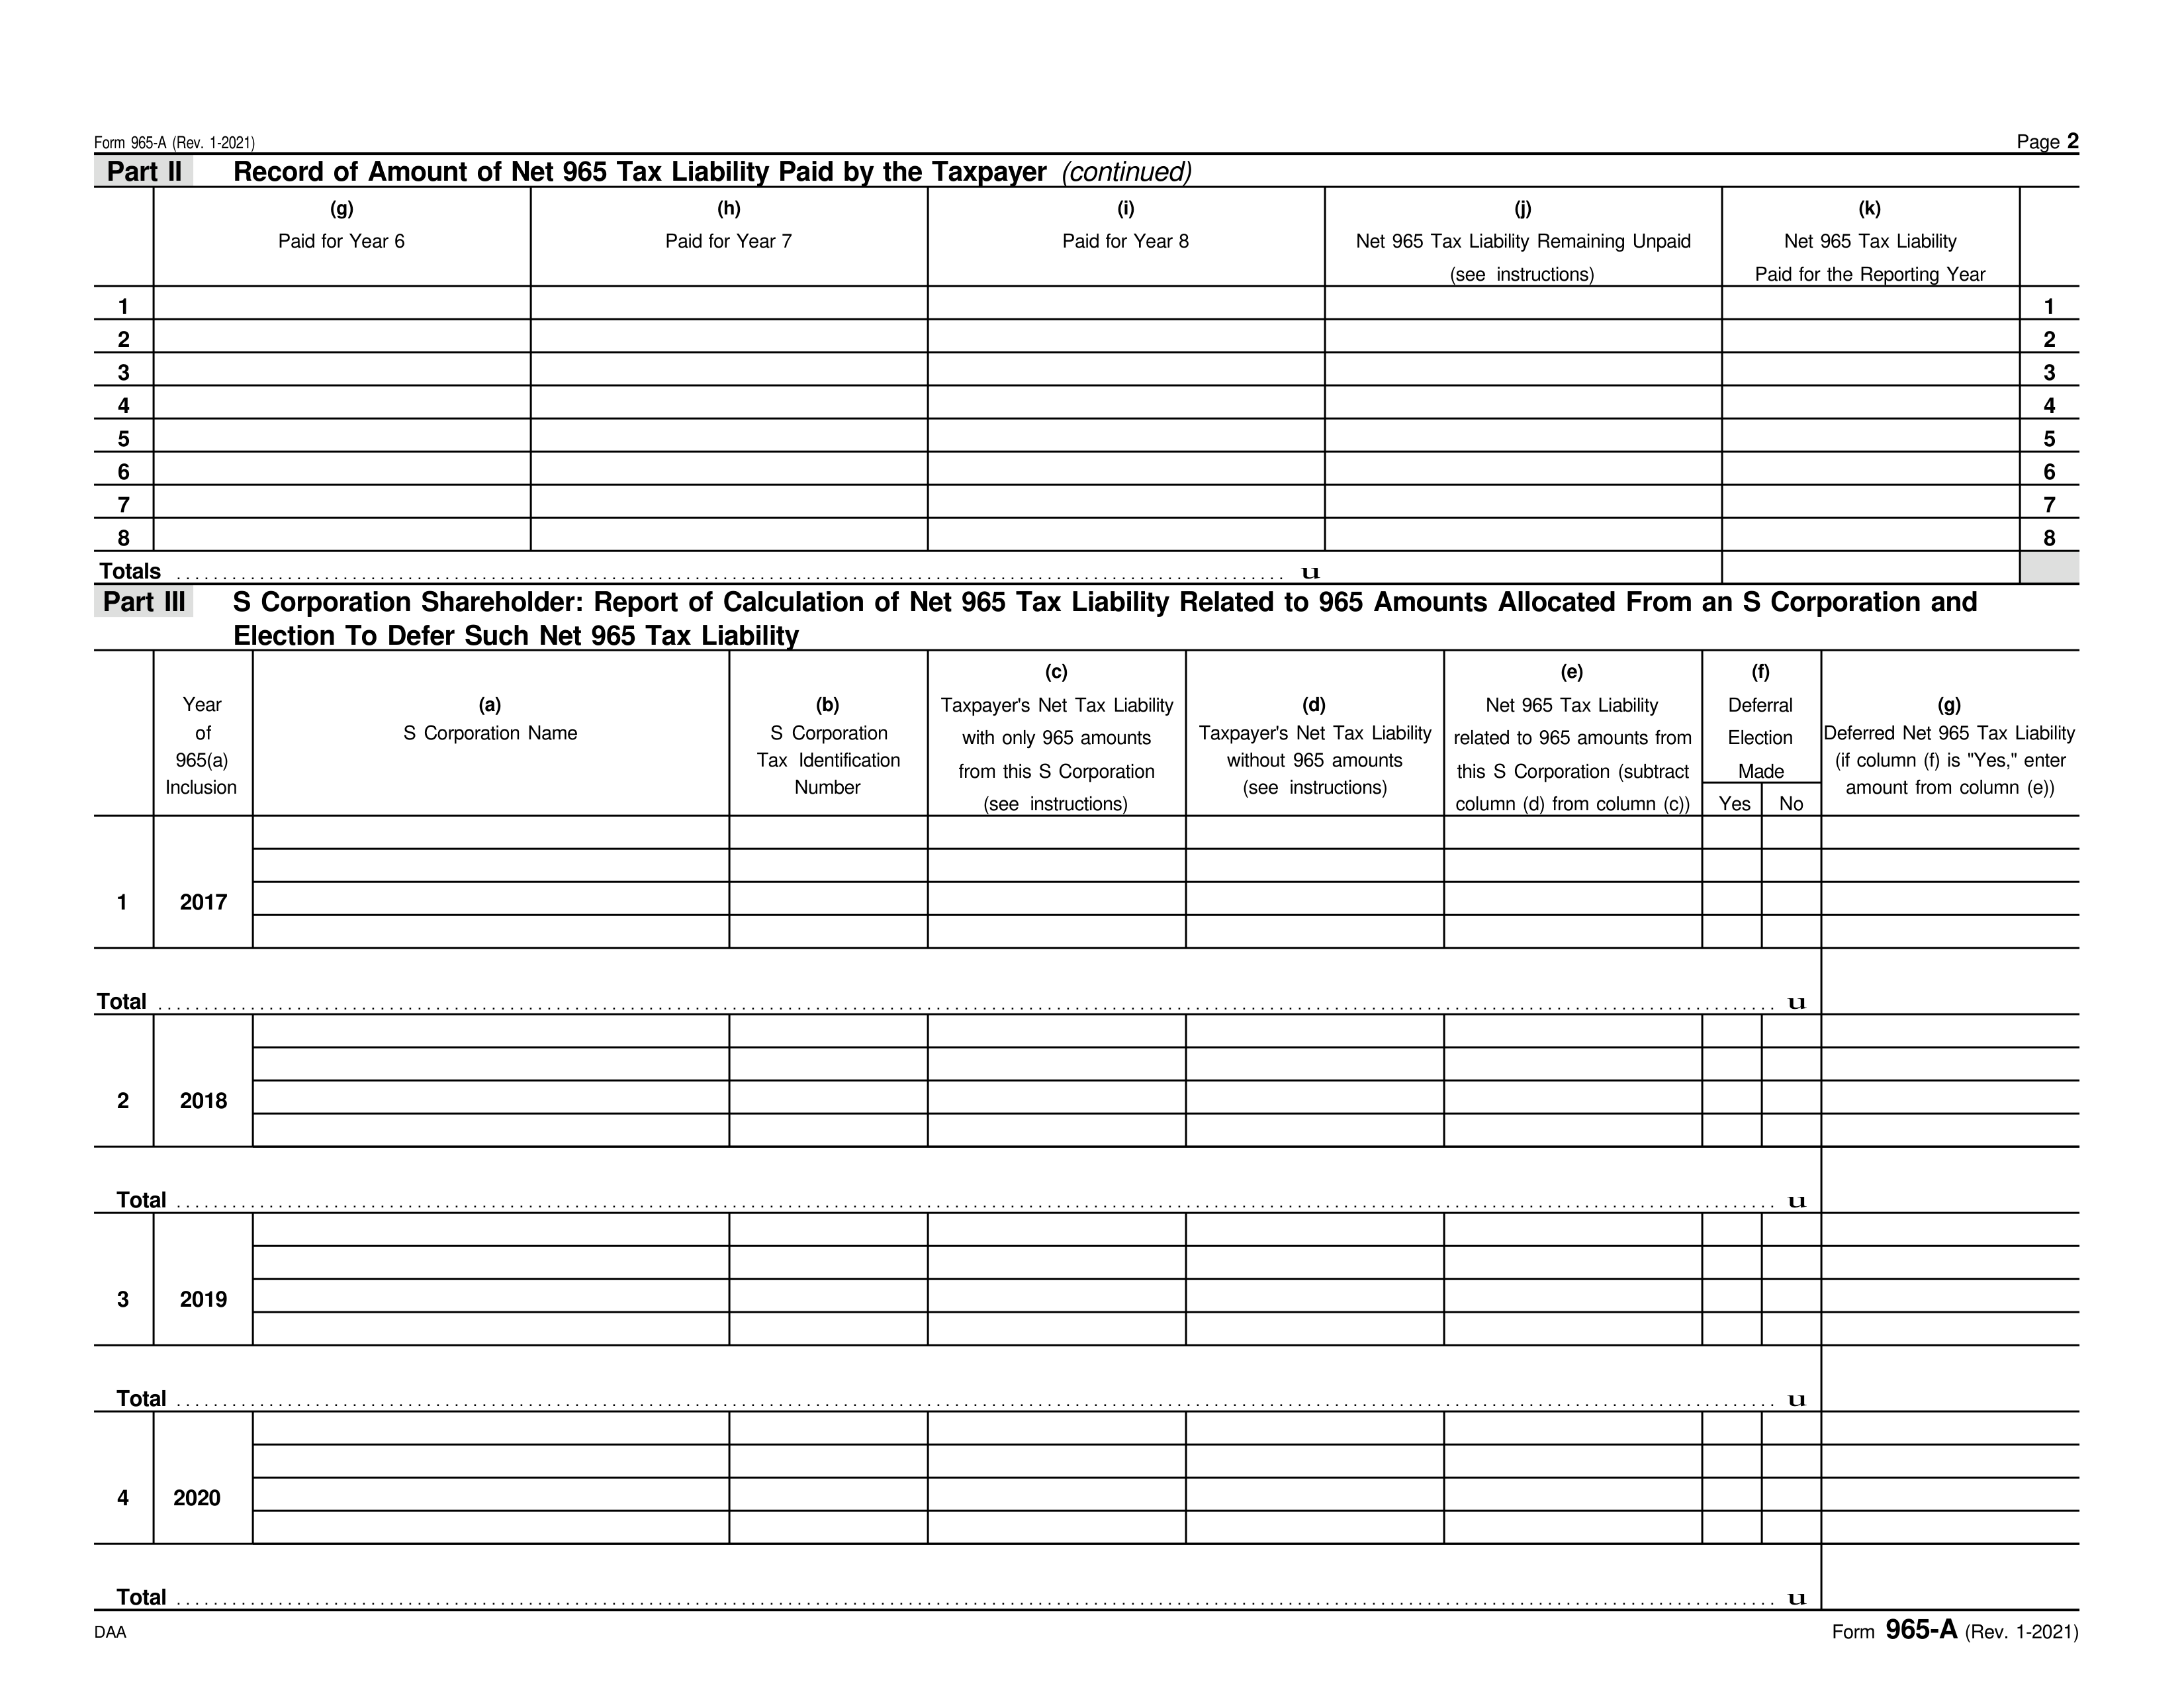 Form 965-A (Rev. 1-2021) Page 2
Part II Record of Amount of Net 965 Tax Liability Paid by the Taxpayer (continued)
(g) (h) (i) (j) (k)
Paid for Year 6 Paid for Year 7 Paid for Year 8 Net 965 Tax Liability Remaining Unpaid Net 965 Tax Liability
(see instructions) Paid for the Reporting Year
1 1
2 2
3 3
4 4
5 5
6 6
7 7
8 8
Totals u
Part III S Corporation Shareholder: Report of Calculation of Net 965 Tax Liability Related to 965 Amounts Allocated From an S Corporation and
Election To Defer Such Net 965 Tax Liability
(c) (e) (f)
Year (a) (b) Taxpayer's Net Tax Liability (d) Net 965 Tax Liability Deferral (g)
of S Corporation Name S Corporation with only 965 amounts Taxpayer's Net Tax Liability related to 965 amounts from Election Deferred Net 965 Tax Liability
965(a) Tax Identification from this S Corporation without 965 amounts this S Corporation (subtract Made (if column (f) is "Yes," enter
Inclusion Number (see instructions) (see instructions) column (d) from column (c)) Yes No amount from column (e))
1 2017
Total u
2 2018
Total u
3 2019
Total u
4 2020
Total u
DAA Form 965-A (Rev. 1-2021)